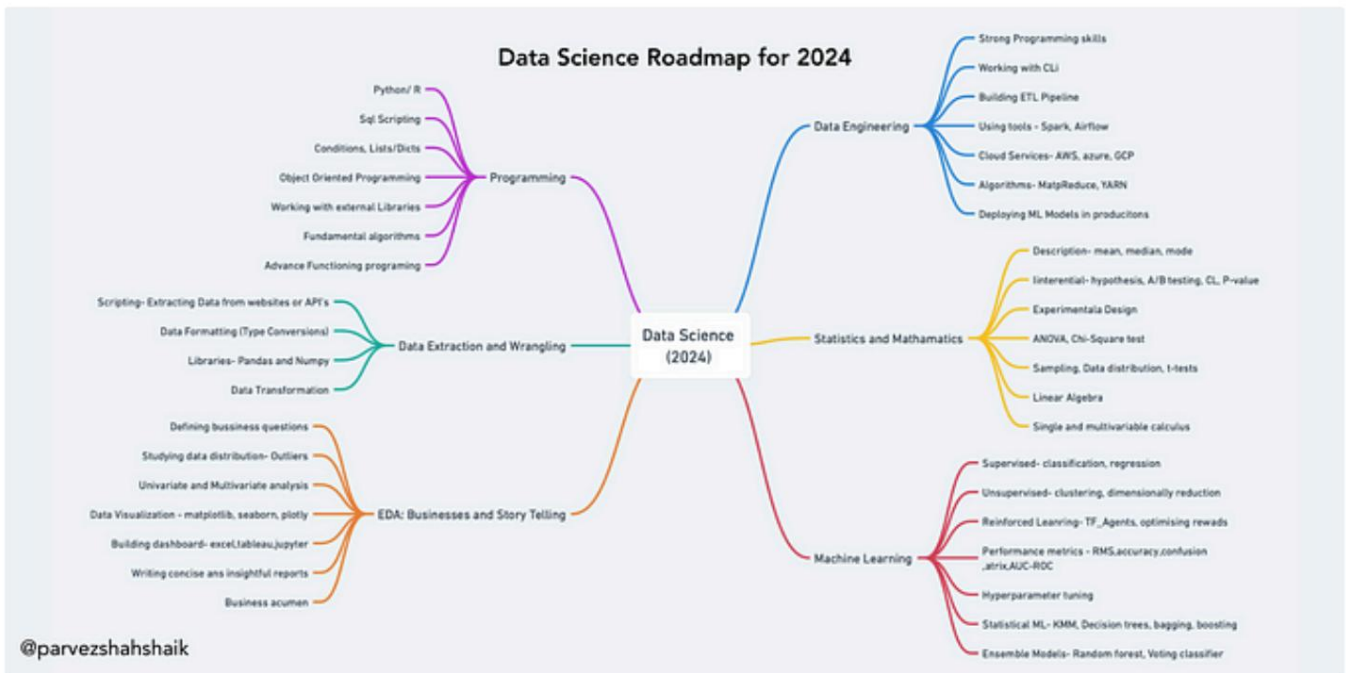 Data Science Roadmap for 2024
Python/ R
Sql Scripting
Conditions, Lists/Dicts
Object Oriented Programming
Working with external Libraries
Fundamental algorithms
Advance Functioning programing
Programming
Scripting- Extracting Data from websites or API's
Data Formatting (Type Conversions)
Libraries- Pandas and Numpy
Data Transformation
Data Extraction and Wrangling
Defining bussiness questions
Studying data distribution- Outliers
Univariate and Multivariate analysis
Data Visualization - matplotlib, seaborn, plotly
Building dashboard- excel,tableau,jupyter
Writing concise ans insightful reports
Business acumen
EDA: Businesses and Story Telling
Data Science
(2024)
Data Engineering
Strong Programming skills
Working with CLi
Building ETL Pipeline
Using tools - Spark, Airflow
Cloud Services- AWS, azure, GCP
Algorithms- MatpReduce, YARN
Deploying ML Models in producitons
Statistics and Mathamatics
Description- mean, median, mode
Iinterential- hypothesis, A/B testing, CL, P-value
Experimentala Design
ANOVA, Chi-Square test
Sampling, Data distribution, t-tests
Linear Algebra
Single and multivariable calculus
Machine Learning
Supervised- classification, regression
Unsupervised- clustering, dimensionally reduction
Reinforced Leanring- TF_Agents, optimising rewads
Performance metrics - RMS,accuracy,confusion
,atrix,AUC-ROC
Hyperparameter tuning
Statistical ML- KMM, Decision trees, bagging, boosting
Ensemble Models- Random forest, Voting classifier
@parvezshahshaik